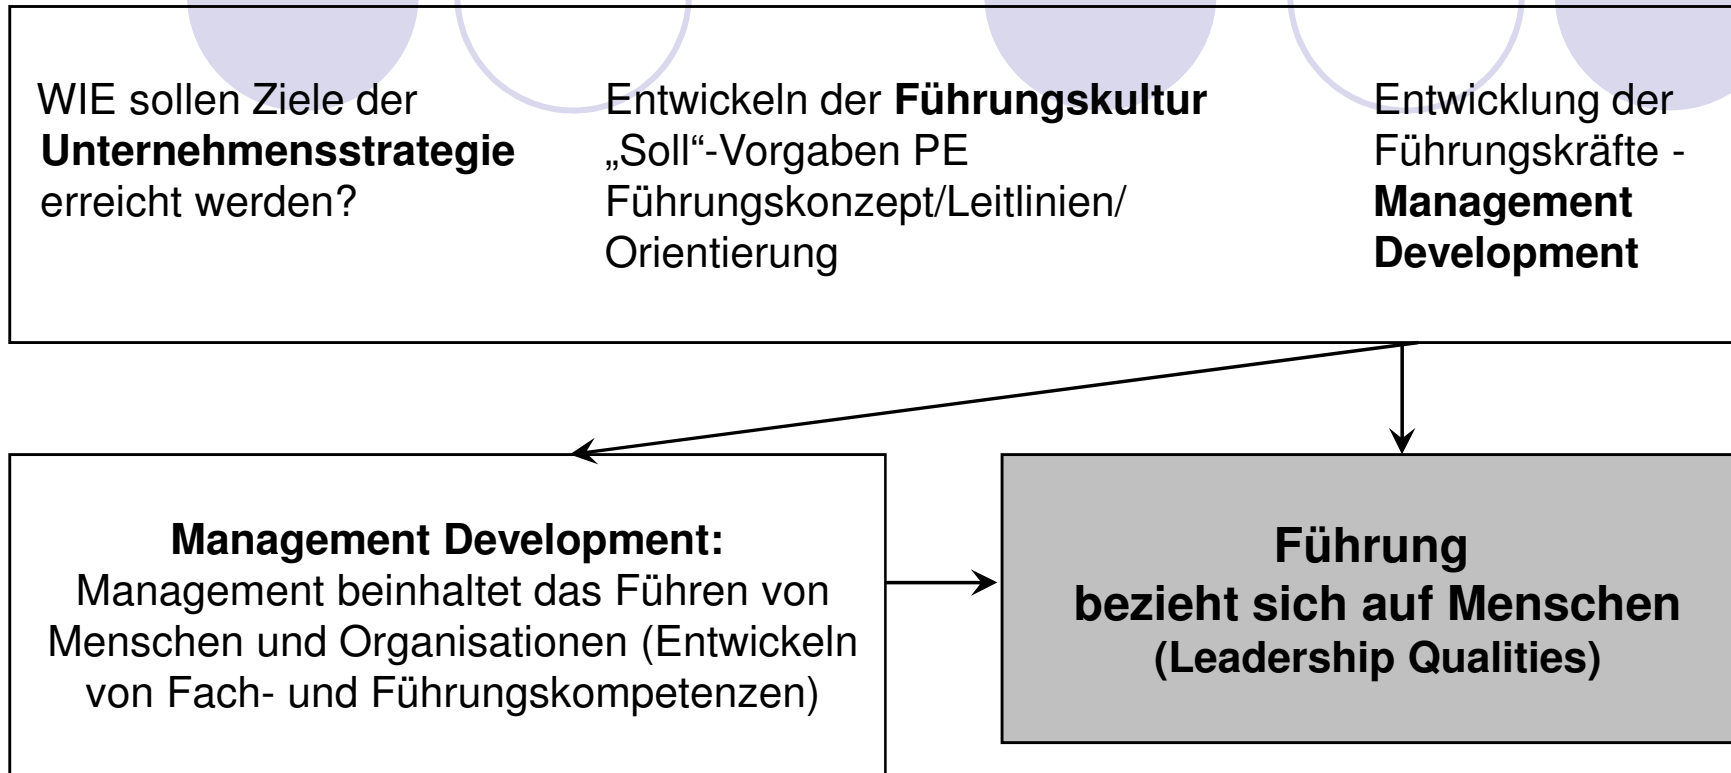 WIE sollen Ziele der
Unternehmensstrategie
erreicht werden?
Entwickeln der Führungskultur
„Soll“-Vorgaben PE
Führungskonzept/Leitlinien/
Orientierung
Entwicklung der
Führungskräfte -
Management
Development
Management Development:
Management beinhaltet das Führen von
Menschen und Organisationen (Entwickeln
von Fach- und Führungskompetenzen)
Führung
bezieht sich auf Menschen
(Leadership Qualities)